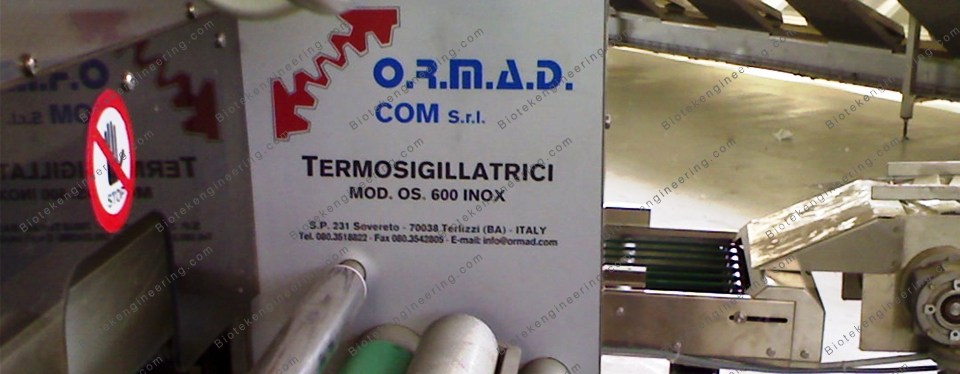 O.R.M.A.D.
COM S.r.l.
TERMOSIGILLATRICI
MOD. OS. 600 INOX
S.P. 231 Sovereto - 70038 Terlizzi (BA) - ITALY
Tel. 080.3518822 - Fax 080.3542805 - E-mail: info@ormad.com
STOP
Biotekengineering.com